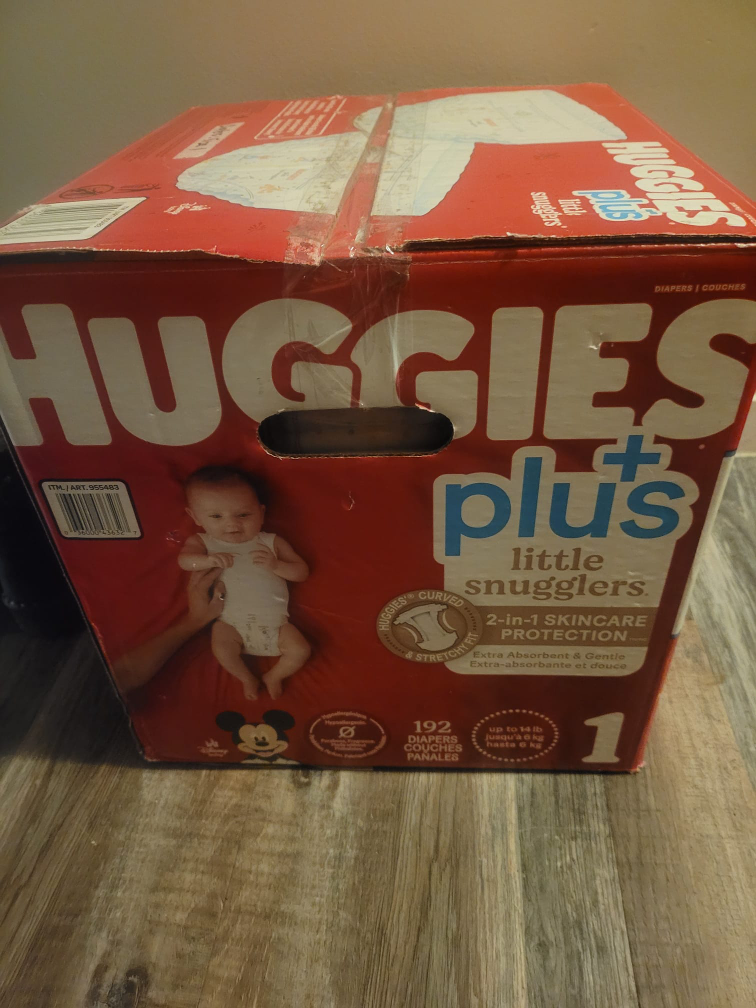 HUGGIES
plus
little
snugglers
DIAPERS | COUCHES
HUGGIES
plus
little
snugglers
ITM. / ART. 955483
HUGGIES® CURVED
& STRETCHY FIT
2-in-1 SKINCARE
PROTECTION
Extra Absorbent & Gentle
Extra-absorbante et douce
Disney
Hypoallergenic
192
DIAPERS
COUCHES
PAÑALES
up to 14 lb
jusqu'à 6 kg
hasta 6 kg
1